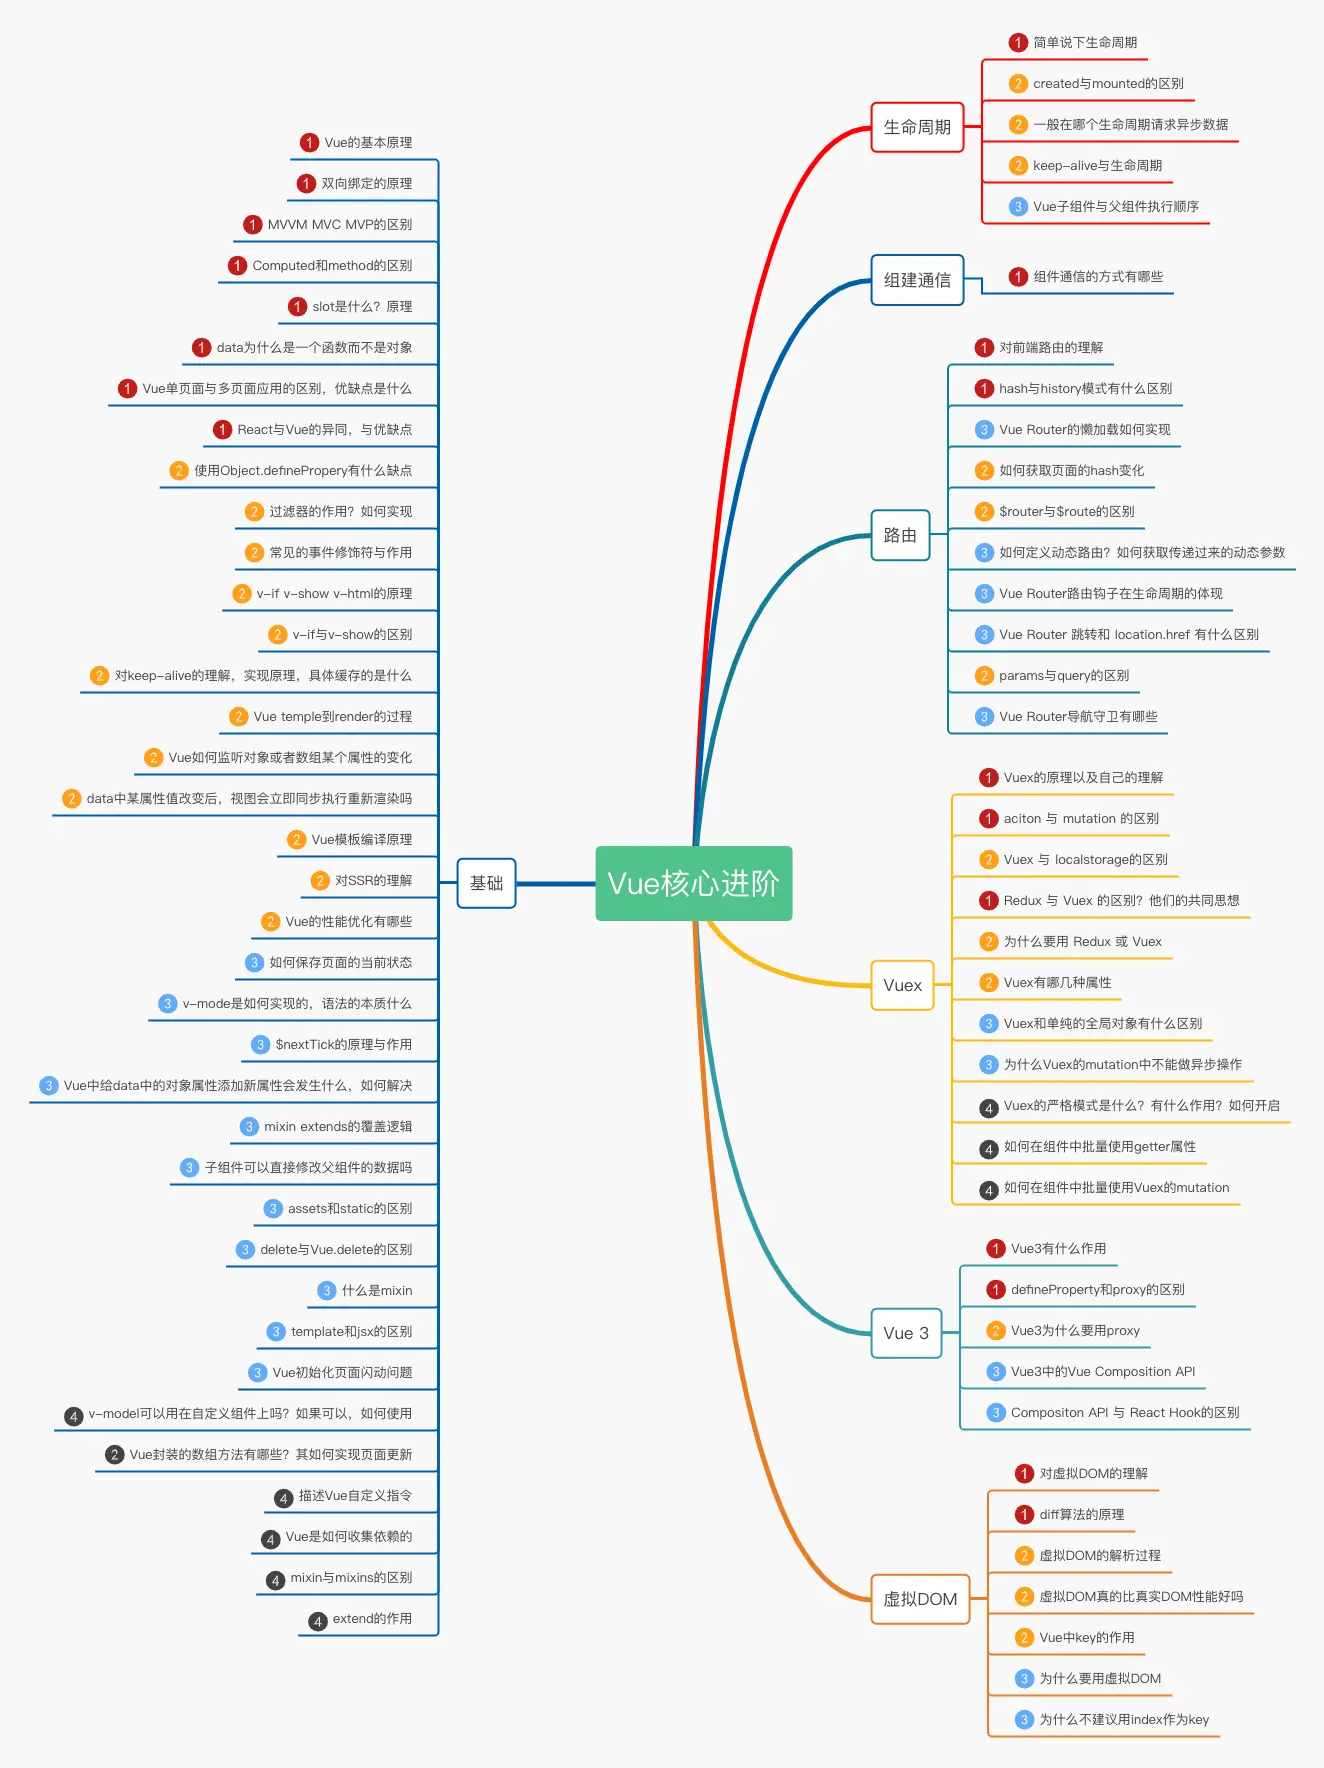 Vue核心进阶
基础
1 Vue的基本原理
1 双向绑定的原理
1 MVVM MVC MVP的区别
1 Computed和method的区别
1 slot是什么？原理
1 data为什么是一个函数而不是对象
1 Vue单页面与多页面应用的区别，优缺点是什么
1 React与Vue的异同，与优缺点
2 使用Object.definePropery有什么缺点
2 过滤器的作用？如何实现
2 常见的事件修饰符与作用
2 v-if v-show v-html的原理
2 v-if与v-show的区别
2 对keep-alive的理解，实现原理，具体缓存的是什么
2 Vue temple到render的过程
2 Vue如何监听对象或者数组某个属性的变化
2 data中某属性值改变后，视图会立即同步执行重新渲染吗
2 Vue模板编译原理
2 对SSR的理解
2 Vue的性能优化有哪些
3 如何保存页面的当前状态
3 v-mode是如何实现的，语法的本质什么
3 $nextTick的原理与作用
3 Vue中给data中的对象属性添加新属性会发生什么，如何解决
3 mixin extends的覆盖逻辑
3 子组件可以直接修改父组件的数据吗
3 assets和static的区别
3 delete与Vue.delete的区别
3 什么是mixin
3 template和jsx的区别
3 Vue初始化页面闪动问题
4 v-model可以用在自定义组件上吗？如果可以，如何使用
2 Vue封装的数组方法有哪些？其如何实现页面更新
4 描述Vue自定义指令
4 Vue是如何收集依赖的
4 mixin与mixins的区别
4 extend的作用
生命周期
1 简单说下生命周期
2 created与mounted的区别
2 一般在哪个生命周期请求异步数据
2 keep-alive与生命周期
3 Vue子组件与父组件执行顺序
组建通信
1 组件通信的方式有哪些
路由
1 对前端路由的理解
1 hash与history模式有什么区别
3 Vue Router的懒加载如何实现
2 如何获取页面的hash变化
2 $router与$route的区别
3 如何定义动态路由？如何获取传递过来的动态参数
3 Vue Router路由钩子在生命周期的体现
3 Vue Router 跳转和 location.href 有什么区别
2 params与query的区别
3 Vue Router导航守卫有哪些
Vuex
1 Vuex的原理以及自己的理解
1 aciton 与 mutation 的区别
2 Vuex 与 localstorage的区别
1 Redux 与 Vuex 的区别？他们的共同思想
2 为什么要用 Redux 或 Vuex
2 Vuex有哪几种属性
3 Vuex和单纯的全局对象有什么区别
3 为什么Vuex的mutation中不能做异步操作
4 Vuex的严格模式是什么？有什么作用？如何开启
4 如何在组件中批量使用getter属性
4 如何在组件中批量使用Vuex的mutation
Vue 3
1 Vue3有什么作用
1 defineProperty和proxy的区别
2 Vue3为什么要用proxy
3 Vue3中的Vue Composition API
3 Compositon API 与 React Hook的区别
虚拟DOM
1 对虚拟DOM的理解
1 diff算法的原理
2 虚拟DOM的解析过程
2 虚拟DOM真的比真实DOM性能好吗
2 Vue中key的作用
3 为什么要用虚拟DOM
3 为什么不建议用index作为key